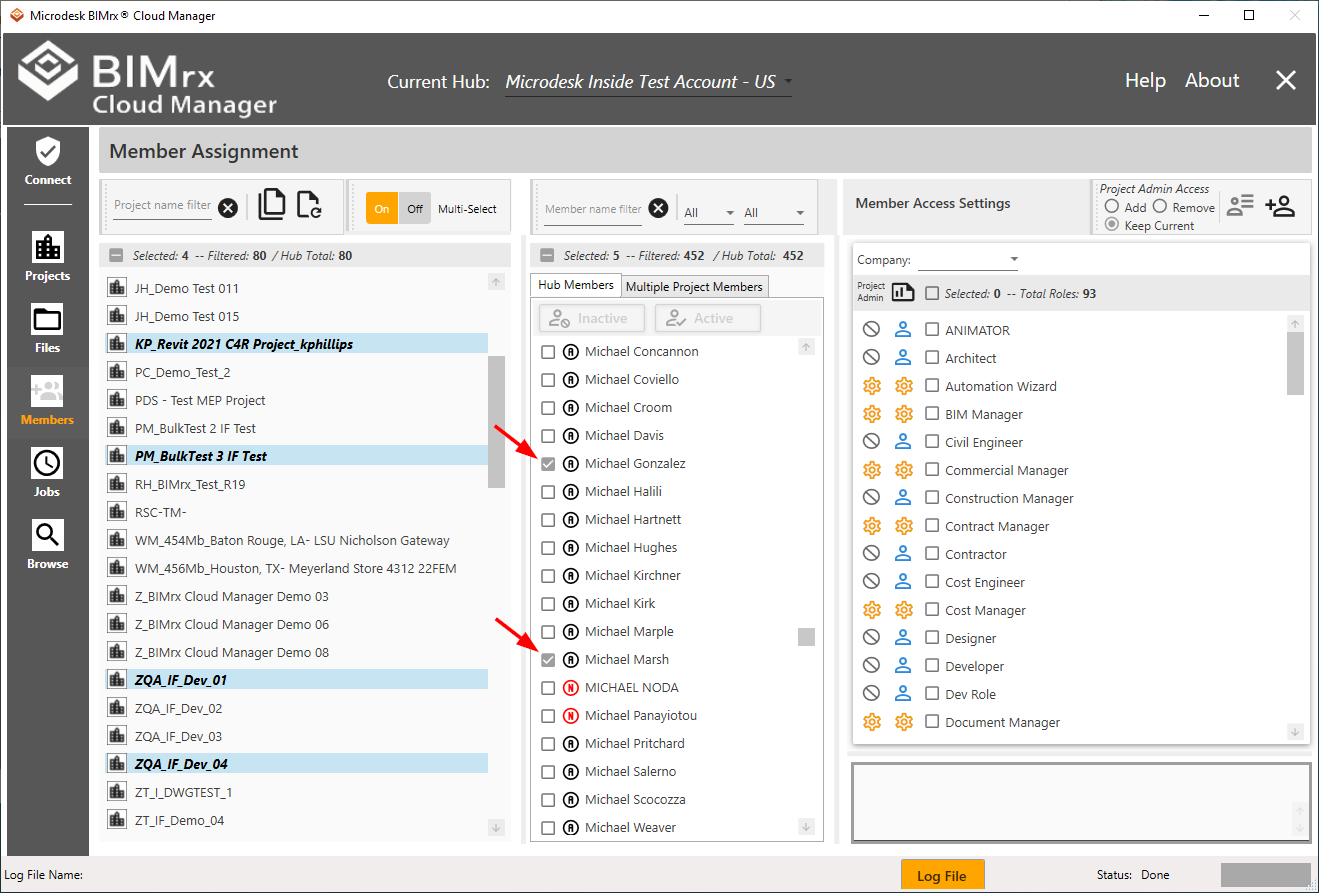 Microdesk BIMrx® Cloud Manager
BIMrx
Cloud Manager
Current Hub: Microdesk Inside Test Account - US
Help About
Connect
Projects
Files
Members
Jobs
Browse
Member Assignment
Project name filter
On Off Multi-Select
Selected: 4 -- Filtered: 80 / Hub Total: 80
JH_Demo Test 011
JH_Demo Test 015
KP_Revit 2021 C4R Project_kphillips
PC_Demo_Test_2
PDS - Test MEP Project
PM_BulkTest 2 IF Test
PM_BulkTest 3 IF Test
RH_BIMrx_Test_R19
RSC-TM-
WM_454Mb_Baton Rouge, LA- LSU Nicholson Gateway
WM_456Mb_Houston, TX- Meyerland Store 4312 22FEM
Z_BIMrx Cloud Manager Demo 03
Z_BIMrx Cloud Manager Demo 06
Z_BIMrx Cloud Manager Demo 08
ZQA_IF_Dev_01
ZQA_IF_Dev_02
ZQA_IF_Dev_03
ZQA_IF_Dev_04
ZT_I_DWGTEST_1
ZT_IF_Demo_04
Member name filter
All All
Selected: 5 -- Filtered: 452 / Hub Total: 452
Hub Members Multiple Project Members
Inactive Active
A Michael Concannon
A Michael Coviello
A Michael Croom
A Michael Davis
A Michael Gonzalez
A Michael Halili
A Michael Hartnett
A Michael Hughes
A Michael Kirchner
A Michael Kirk
A Michael Marple
A Michael Marsh
N MICHAEL NODA
N Michael Panayiotou
A Michael Pritchard
A Michael Salerno
A Michael Scocozza
A Michael Weaver
Member Access Settings
Project Admin Access
Add Remove
Keep Current
Company:
Project
Admin
Selected: 0 -- Total Roles: 93
ANIMATOR
Architect
Automation Wizard
BIM Manager
Civil Engineer
Commercial Manager
Construction Manager
Contract Manager
Contractor
Cost Engineer
Cost Manager
Designer
Developer
Dev Role
Document Manager
Log File Name:
Log File
Status: Done